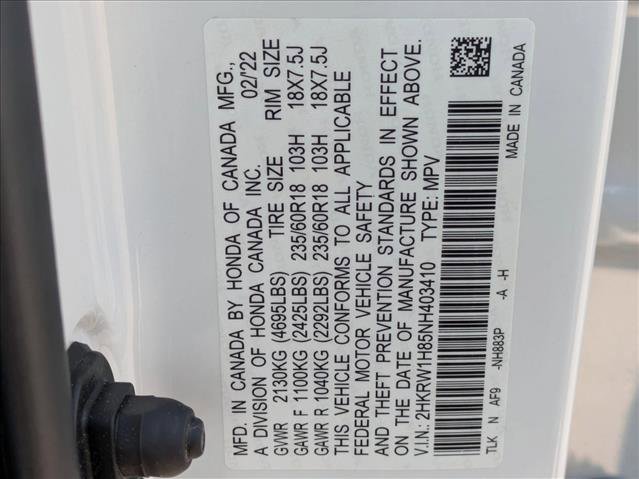 MFD. IN CANADA BY HONDA OF CANADA MFG.,
A DIVISION OF HONDA CANADA INC. 02/'22
GVWR 2130KG (4695LBS) TIRE SIZE RIM SIZE
GAWR F 1100KG (2425LBS) 235/60R18 103H 18X7.5J
GAWR R 1040KG (2292LBS) 235/60R18 103H 18X7.5J
THIS VEHICLE CONFORMS TO ALL APPLICABLE
FEDERAL MOTOR VEHICLE SAFETY
AND THEFT PREVENTION STANDARDS IN EFFECT
ON THE DATE OF MANUFACTURE SHOWN ABOVE.
V.I.N.: 2HKRW1H85NH403410 TYPE: MPV
TLK N AF9 -NH883P -A -H MADE IN CANADA